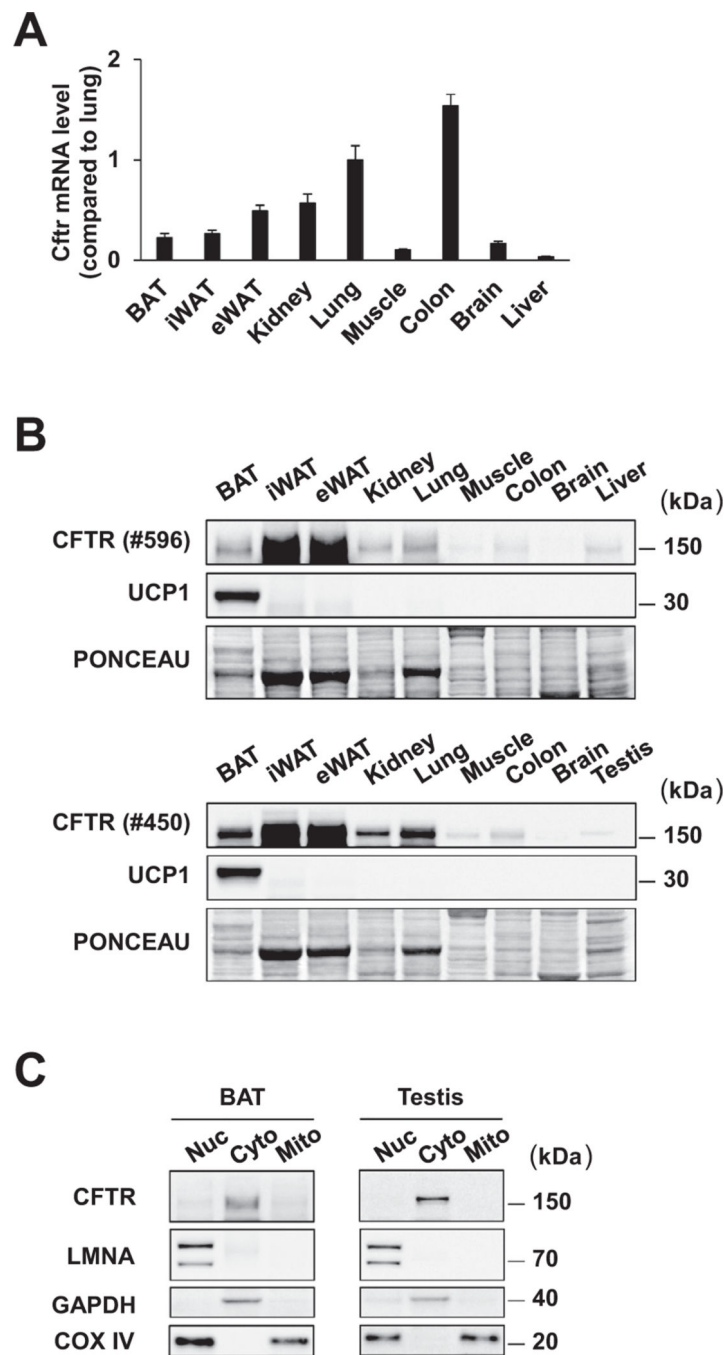 A
Cftr mRNA level
(compared to lung)
2
1
0
BAT
iWAT
eWAT
Kidney
Lung
Muscle
Colon
Brain
Liver
B
BAT iWAT eWAT Kidney Lung Muscle Colon Brain Liver (kDa)
CFTR (#596) 150
UCP1 30
PONCEAU
BAT iWAT eWAT Kidney Lung Muscle Colon Brain Testis (kDa)
CFTR (#450) 150
UCP1 30
PONCEAU
C
BAT Testis
Nuc Cyto Mito Nuc Cyto Mito (kDa)
CFTR 150
LMNA 70
GAPDH 40
COX IV 20